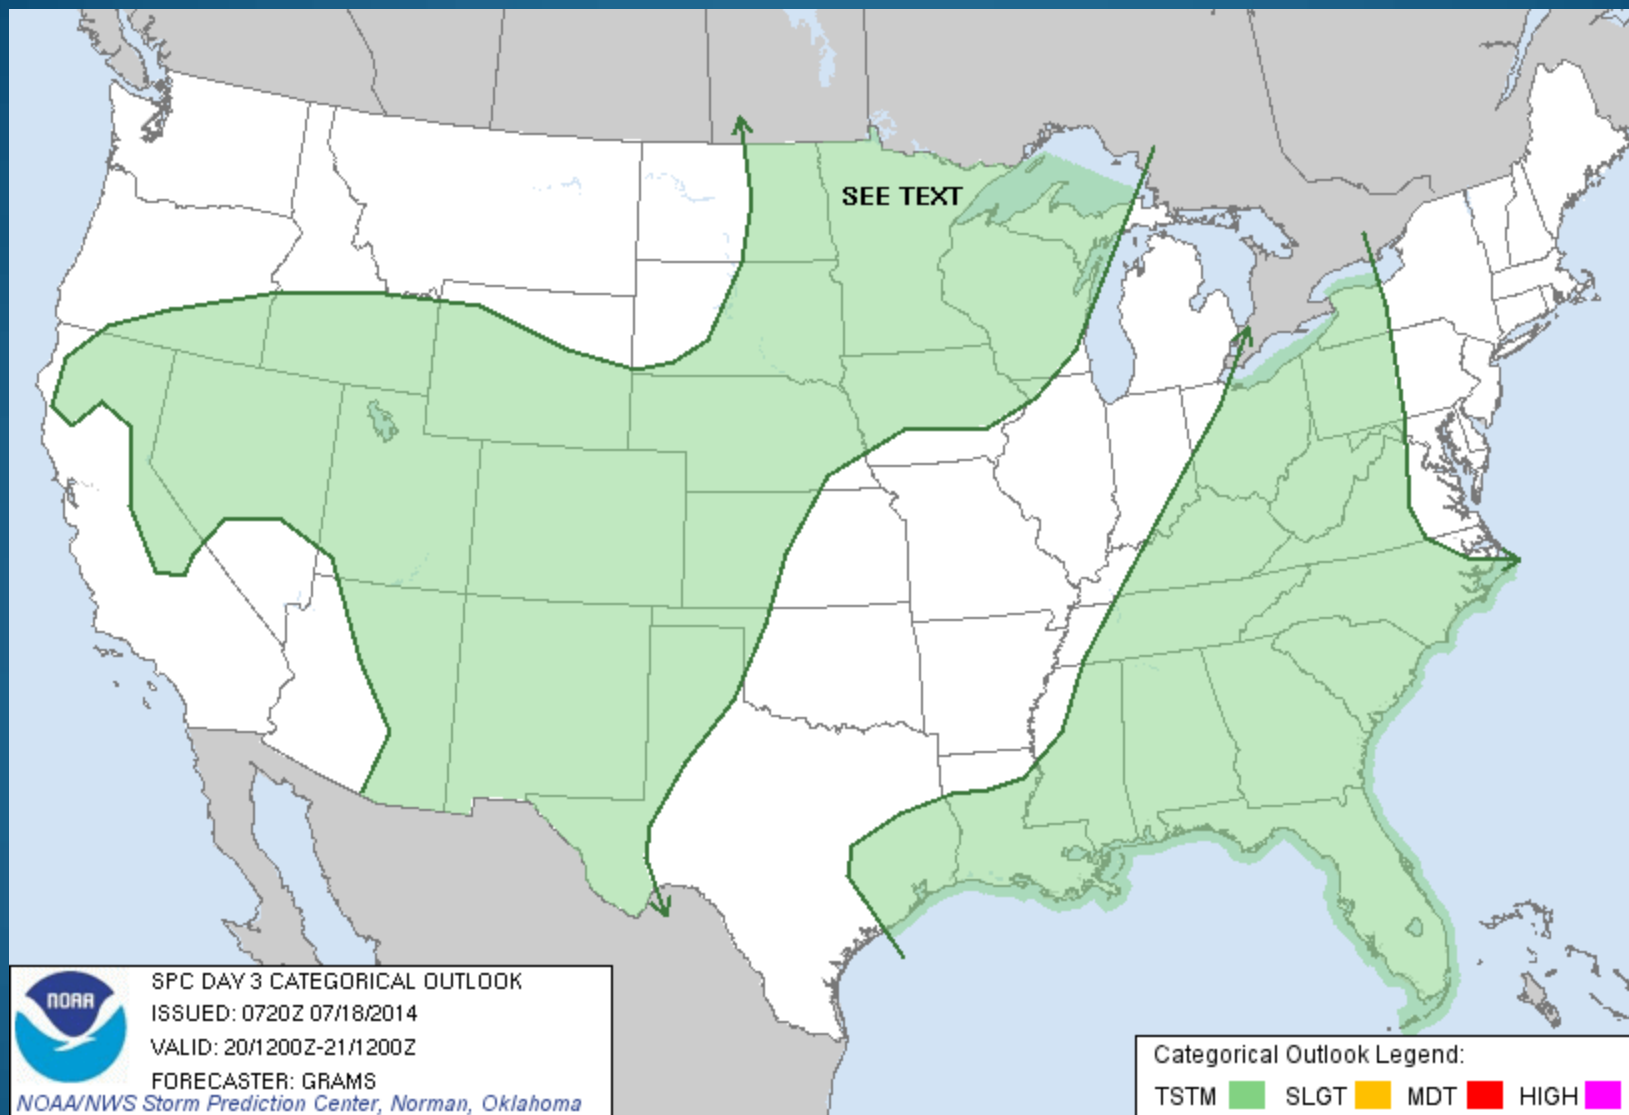 SEE TEXT
NOAA
SPC DAY 3 CATEGORICAL OUTLOOK
ISSUED: 0720Z 07/18/2014
VALID: 20/1200Z-21/1200Z
FORECASTER: GRAMS
NOAA/NWS Storm Prediction Center, Norman, Oklahoma
Categorical Outlook Legend:
TSTM SLGT MDT HIGH